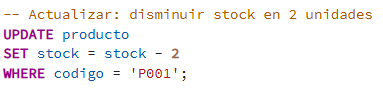 -- Actualizar: disminuir stock en 2 unidades
UPDATE producto
SET stock = stock - 2
WHERE codigo = 'P001';